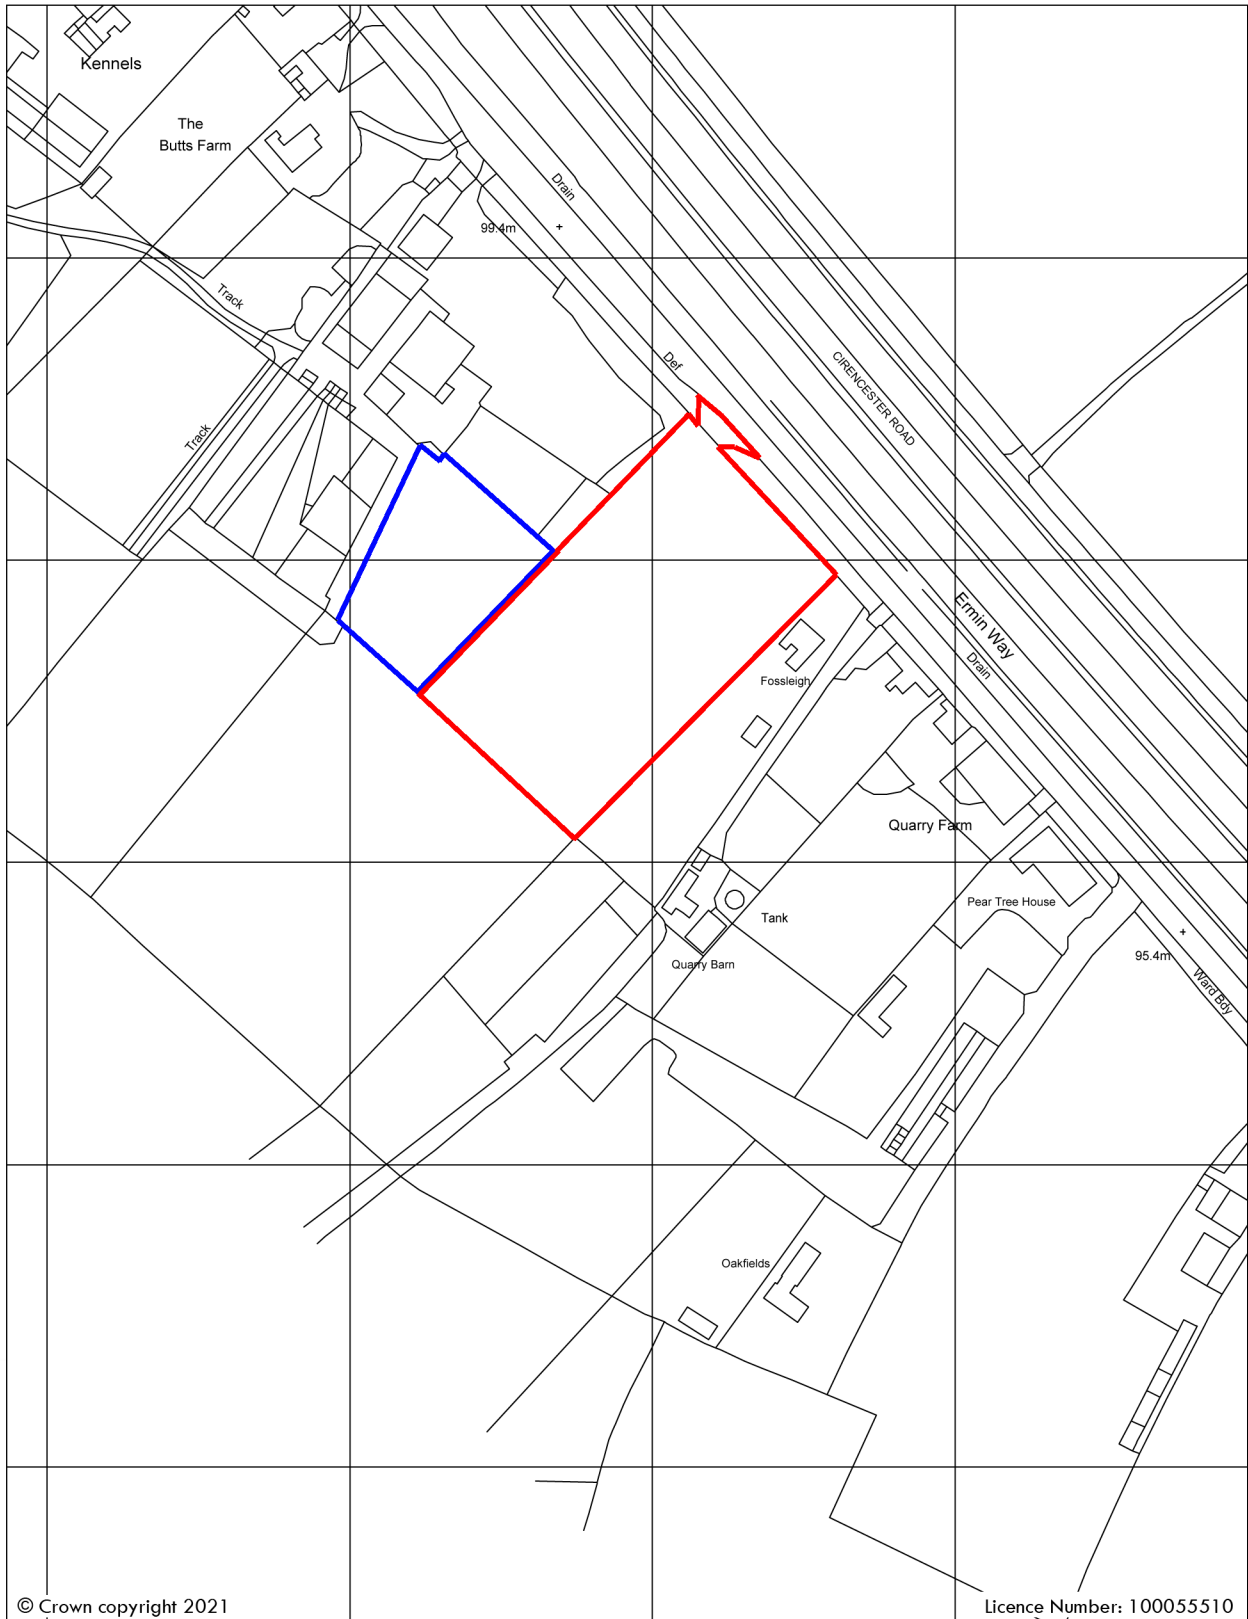 Kennels
The
Butts Farm
Drain
99.4m
Track
Def
CIRENCESTER ROAD
Track
Ermin Way
Drain
Fossleigh
Quarry Farm
Pear Tree House
Tank
95.4m
Quarry Barn
Ward Bdy
Oakfields
© Crown copyright 2021
Licence Number: 100055510